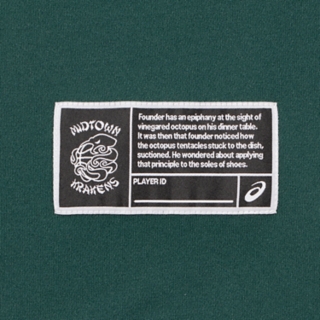 MIDTOWN
KRAKENS
Founder has an epiphany at the sight of
vinegared octopus on his dinner table.
It was then that founder noticed how
the octopus tentacles stuck to the dish,
suctioned. He wondered about applying
that principle to the soles of shoes.
PLAYER ID